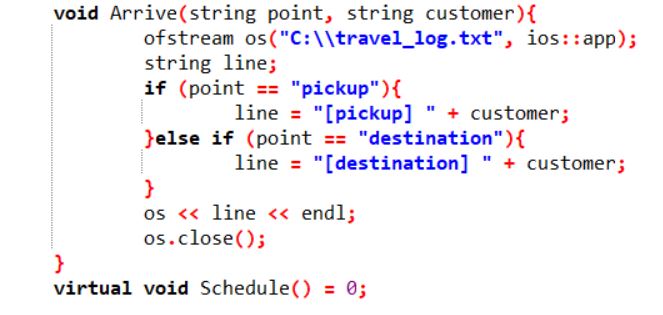 void Arrive(string point, string customer){
ofstream os("C:\\travel_log.txt", ios::app);
string line;
if (point == "pickup"){
line = "[pickup] " + customer;
}else if (point == "destination"){
line = "[destination] " + customer;
}
os << line << endl;
os.close();
}
virtual void Schedule() = 0;